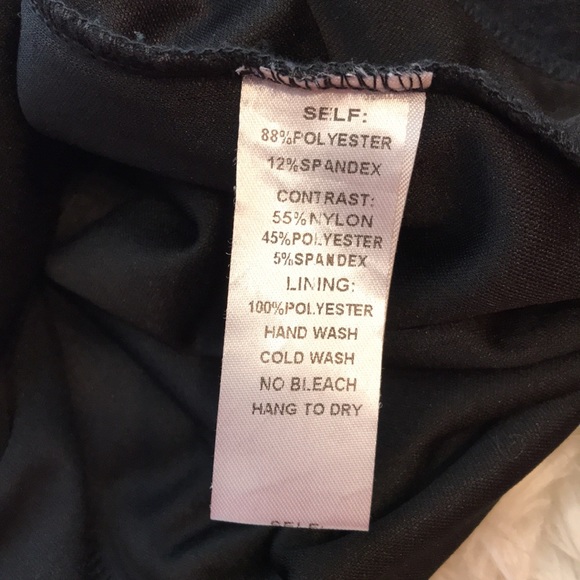 SELF:
88%POLYESTER
12%SPANDEX
CONTRAST:
55%NYLON
45%POLYESTER
5%SPANDEX
LINING:
100%POLYESTER
HAND WASH
COLD WASH
NO BLEACH
HANG TO DRY
SELF: